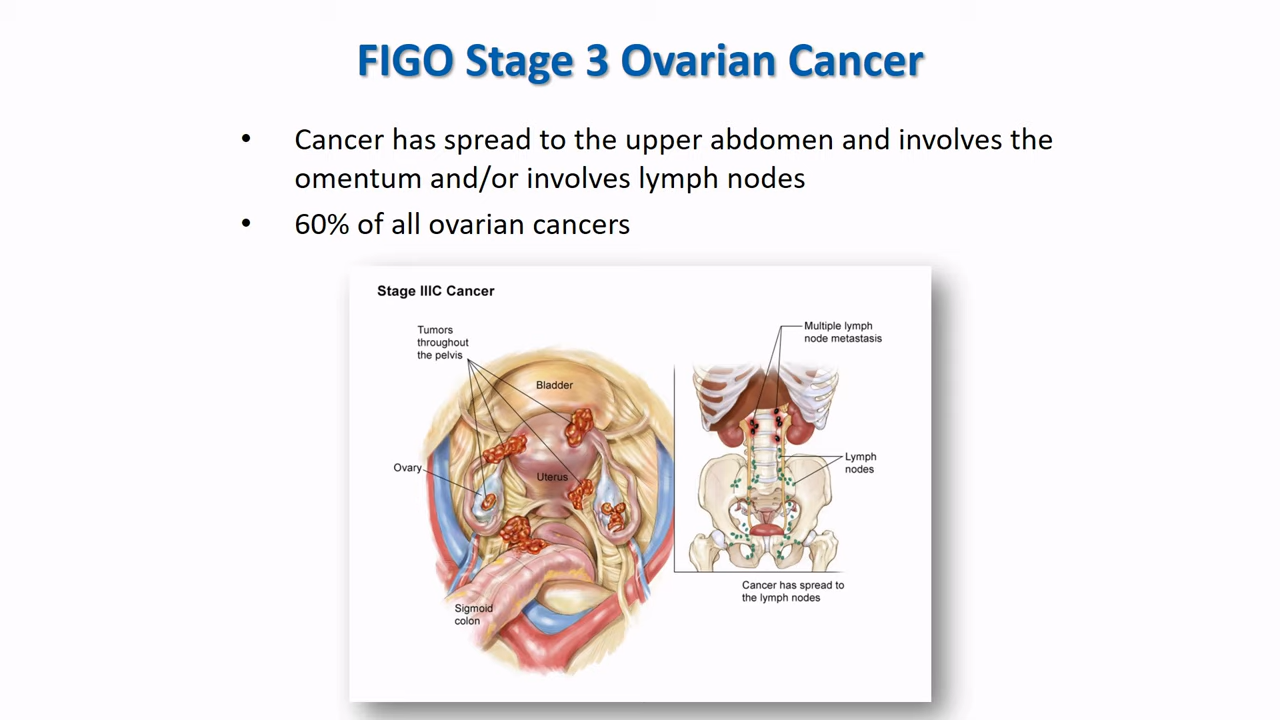 FIGO Stage 3 Ovarian Cancer
• Cancer has spread to the upper abdomen and involves the
omentum and/or involves lymph nodes
• 60% of all ovarian cancers
Stage IIIC Cancer
Tumors
throughout
the pelvis
Bladder
Ovary
Uterus
Sigmoid
colon
Multiple lymph
node metastasis
Lymph
nodes
Cancer has spread to
the lymph nodes